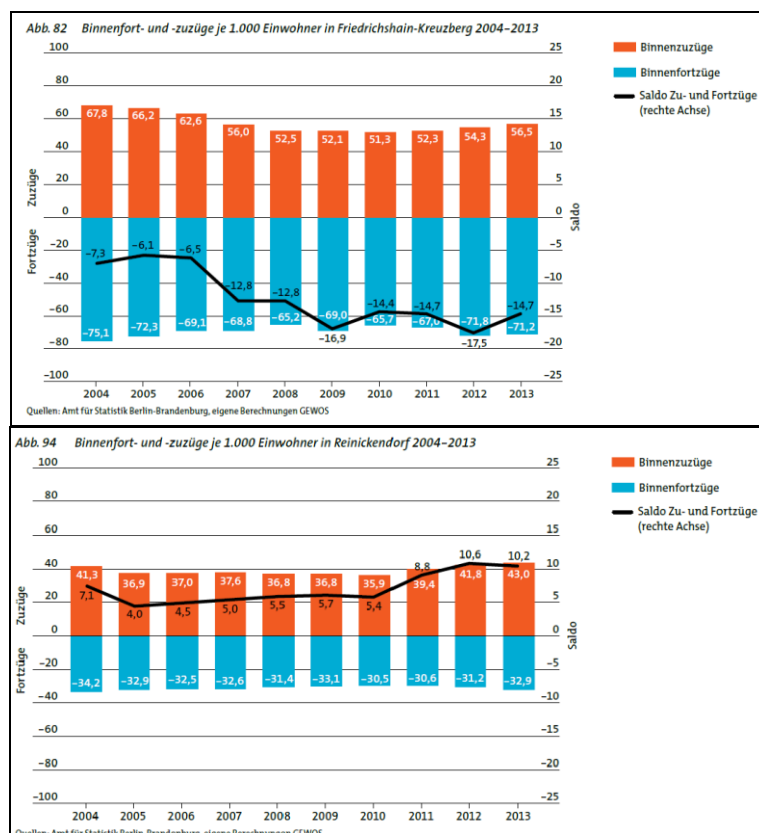 Abb. 82 Binnenfort- und -zuzüge je 1.000 Einwohner in Friedrichshain-Kreuzberg 2004–2013
100 25
Binnenzuzüge
80 20
Binnenfortzüge
67,8 66,2 62,6 56,0 52,5 52,1 51,3 52,3 54,3 56,5
60 15
Saldo Zu- und Fortzüge
(rechte Achse)
40 10
Zuzüge
20 5
0 0
Saldo
Fortzüge
−20 −5
−7,3 −6,1 −6,5 −12,8 −12,8 −16,9 −14,4 −14,7 −17,5 −14,7
−40 −10
−60 −15
−75,1 −72,3 −69,1 −68,8 −65,2 −69,0 −65,7 −67,0 −71,8 −71,2
−80 −20
−100 −25
2004 2005 2006 2007 2008 2009 2010 2011 2012 2013
Quellen: Amt für Statistik Berlin-Brandenburg, eigene Berechnungen GEWOS
Abb. 94 Binnenfort- und -zuzüge je 1.000 Einwohner in Reinickendorf 2004–2013
100 25
Binnenzuzüge
80 20
Binnenfortzüge
60 15
Saldo Zu- und Fortzüge
(rechte Achse)
40 10
41,3 36,9 37,0 37,6 36,8 36,8 35,9 39,4 41,8 43,0
7,1 4,0 4,5 5,0 5,5 5,7 5,4 8,8 10,6 10,2
Zuzüge
20 5
0 0
Saldo
Fortzüge
−20 −5
−34,2 −32,9 −32,5 −32,6 −31,4 −33,1 −30,5 −30,6 −31,2 −32,9
−40 −10
−60 −15
−80 −20
−100 −25
2004 2005 2006 2007 2008 2009 2010 2011 2012 2013
Quellen: Amt für Statistik Berlin-Brandenburg, eigene Berechnungen GEWOS